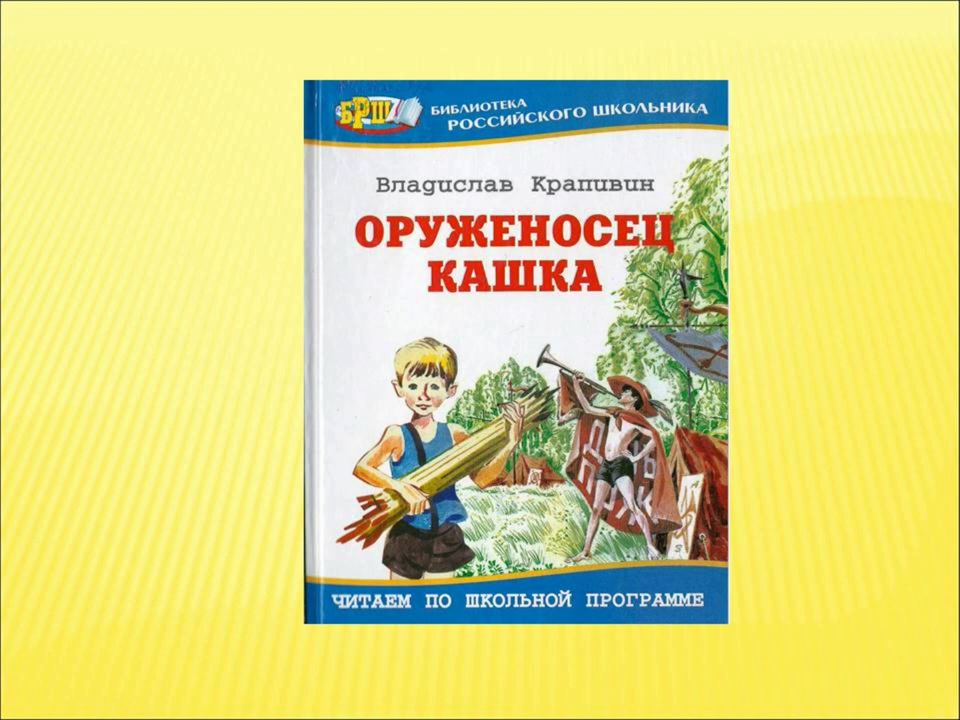 БРШ
БИБЛИОТЕКА
РОССИЙСКОГО ШКОЛЬНИКА
Владислав Крапивин
ОРУЖЕНОСЕЦ
КАШКА
ЧИТАЕМ ПО ШКОЛЬНОЙ ПРОГРАММЕ